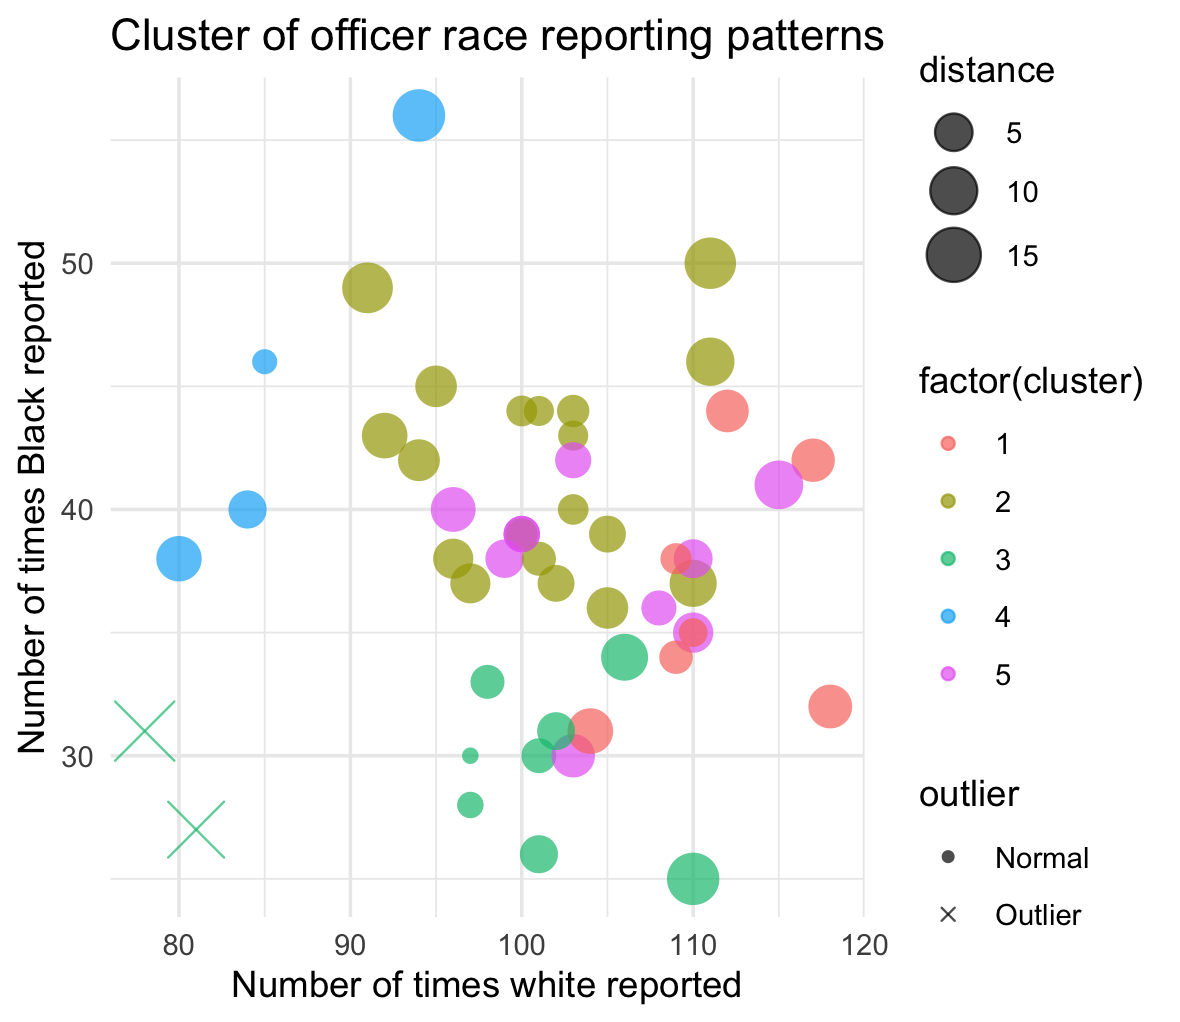 Cluster of officer race reporting patterns
Number of times Black reported
50
40
30
80 90 100 110 120
Number of times white reported
distance
5
10
15
factor(cluster)
1
2
3
4
5
outlier
Normal
Outlier